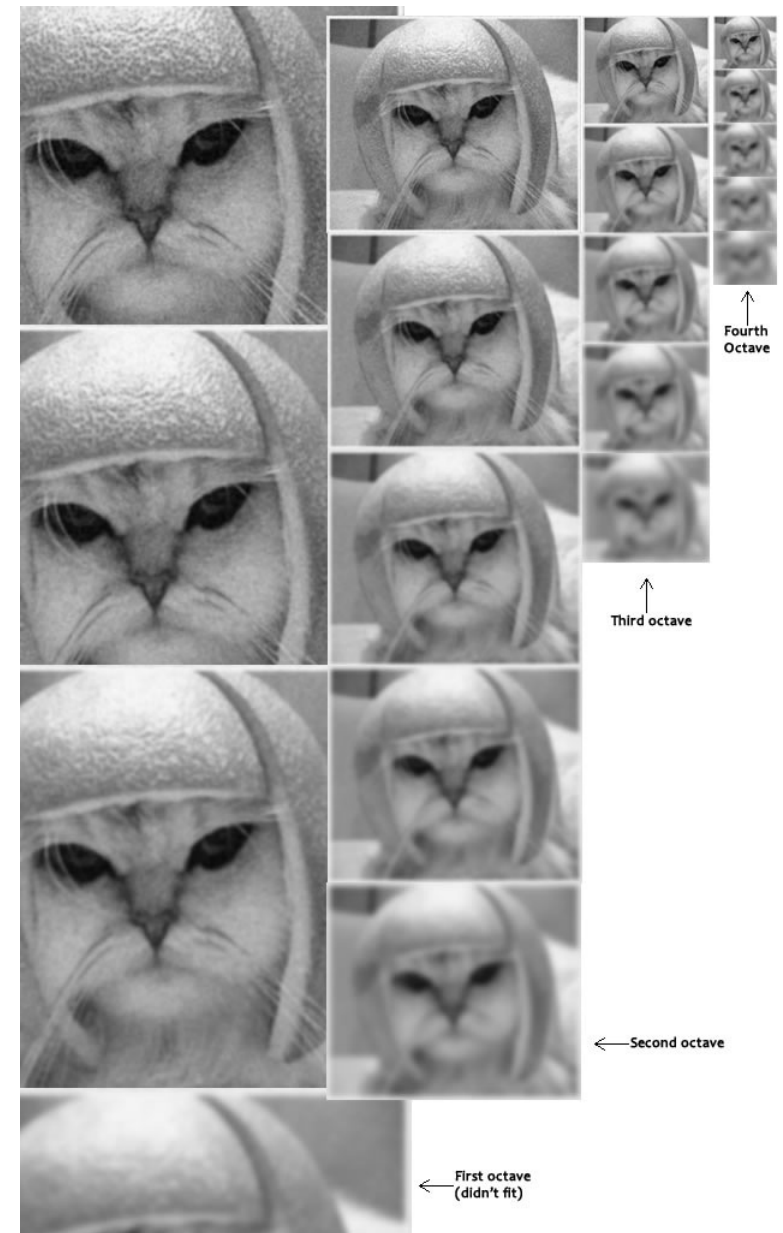 Fourth
Octave
Third octave
Second octave
First octave
(didn't fit)